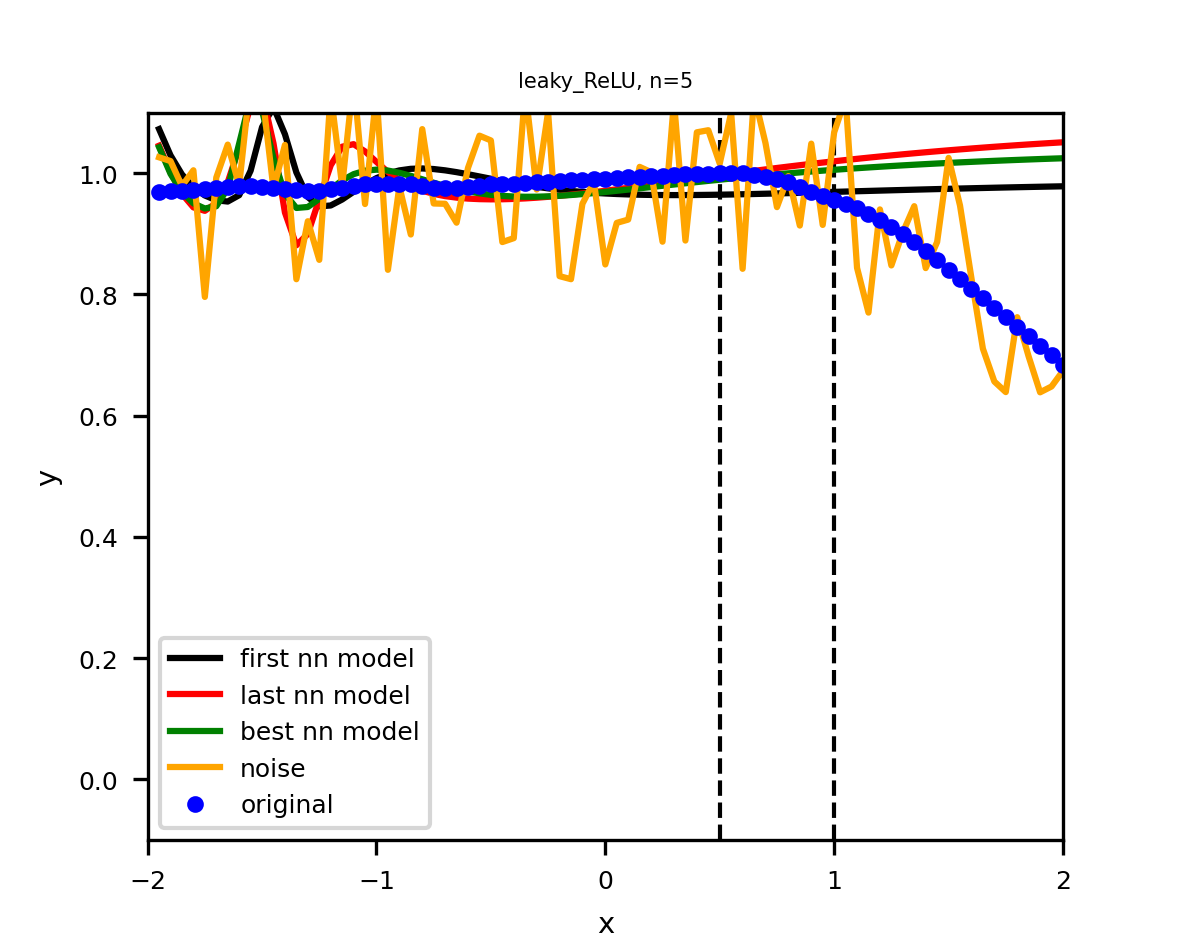 leaky_ReLU, n=5
1.0
0.8
0.6
0.4
0.2
0.0
y
first nn model
last nn model
best nn model
noise
original
−2
−1
0
1
2
x